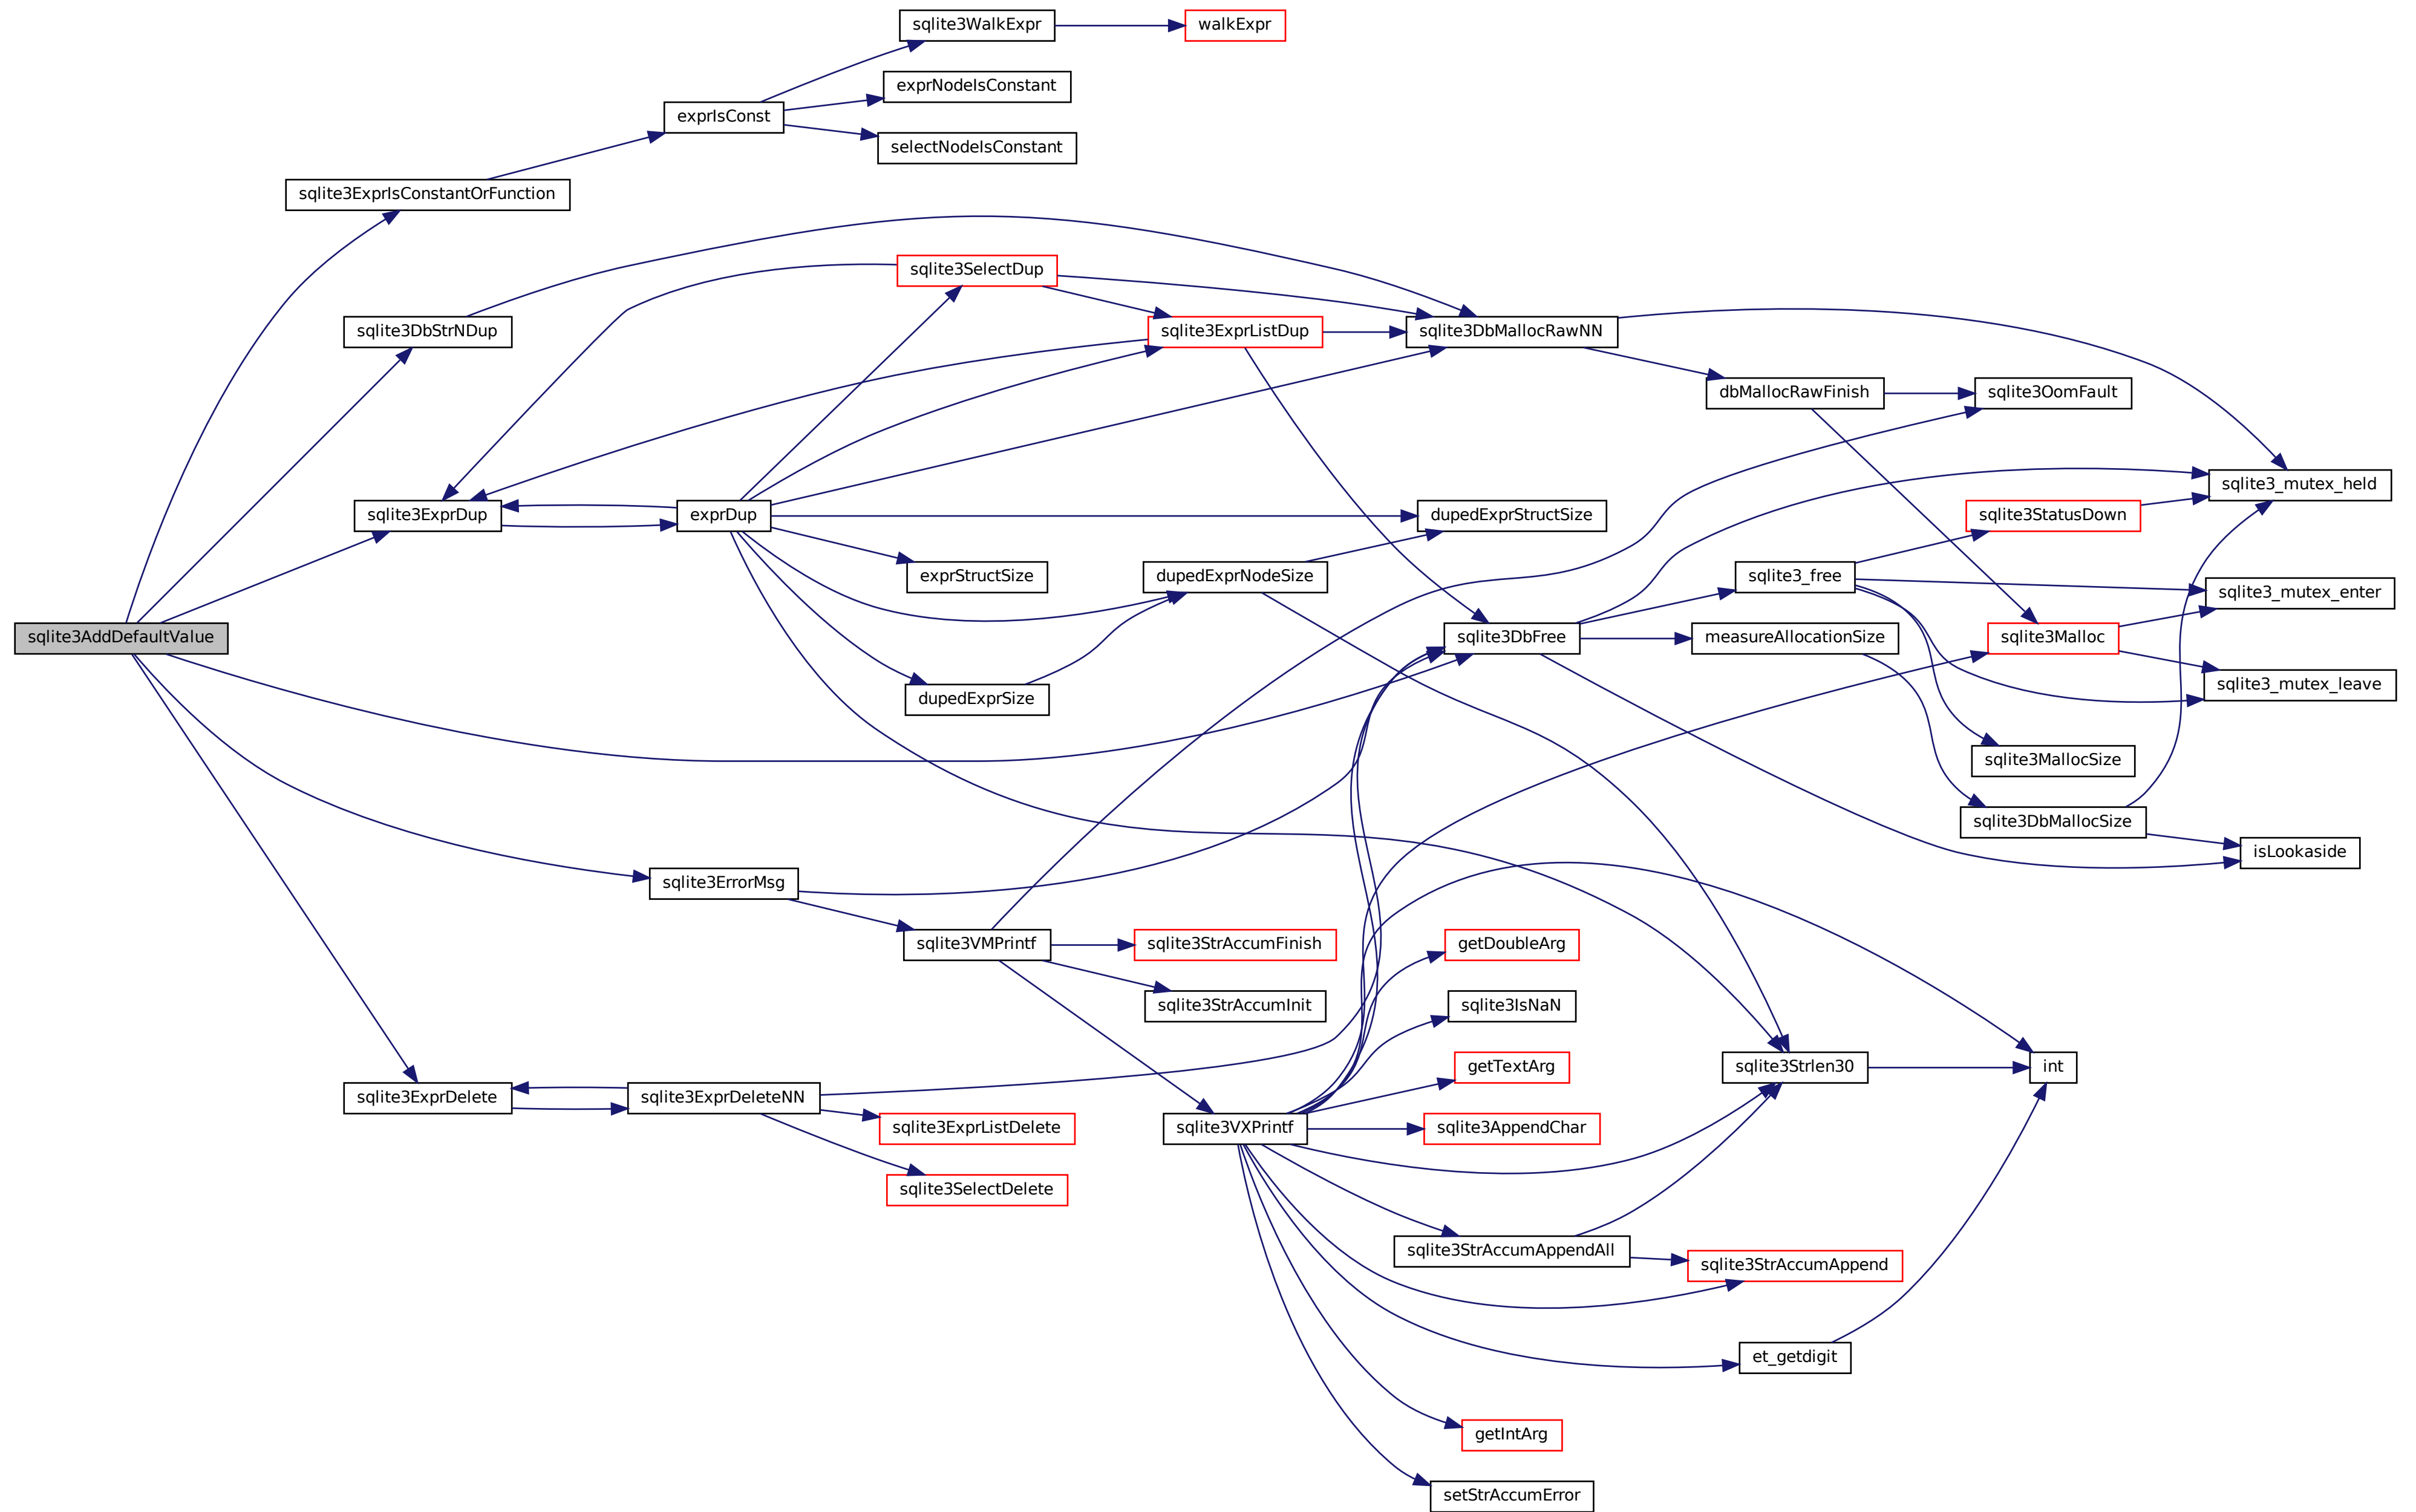 sqlite3WalkExpr
walkExpr
exprNodeIsConstant
exprIsConst
selectNodeIsConstant
sqlite3ExprIsConstantOrFunction
sqlite3SelectDup
sqlite3DbStrNDup
sqlite3ExprListDup
sqlite3DbMallocRawNN
dbMallocRawFinish
sqlite3OomFault
sqlite3_mutex_held
sqlite3ExprDup
exprDup
dupedExprStructSize
sqlite3StatusDown
exprStructSize
dupedExprNodeSize
sqlite3_free
sqlite3_mutex_enter
sqlite3AddDefaultValue
sqlite3DbFree
measureAllocationSize
sqlite3Malloc
dupedExprSize
sqlite3_mutex_leave
sqlite3MallocSize
sqlite3DbMallocSize
isLookaside
sqlite3ErrorMsg
sqlite3VMPrintf
sqlite3StrAccumFinish
getDoubleArg
sqlite3StrAccumInit
sqlite3IsNaN
getTextArg
sqlite3Strlen30
int
sqlite3ExprDelete
sqlite3ExprDeleteNN
sqlite3ExprListDelete
sqlite3VXPrintf
sqlite3AppendChar
sqlite3SelectDelete
sqlite3StrAccumAppendAll
sqlite3StrAccumAppend
et_getdigit
getIntArg
setStrAccumError